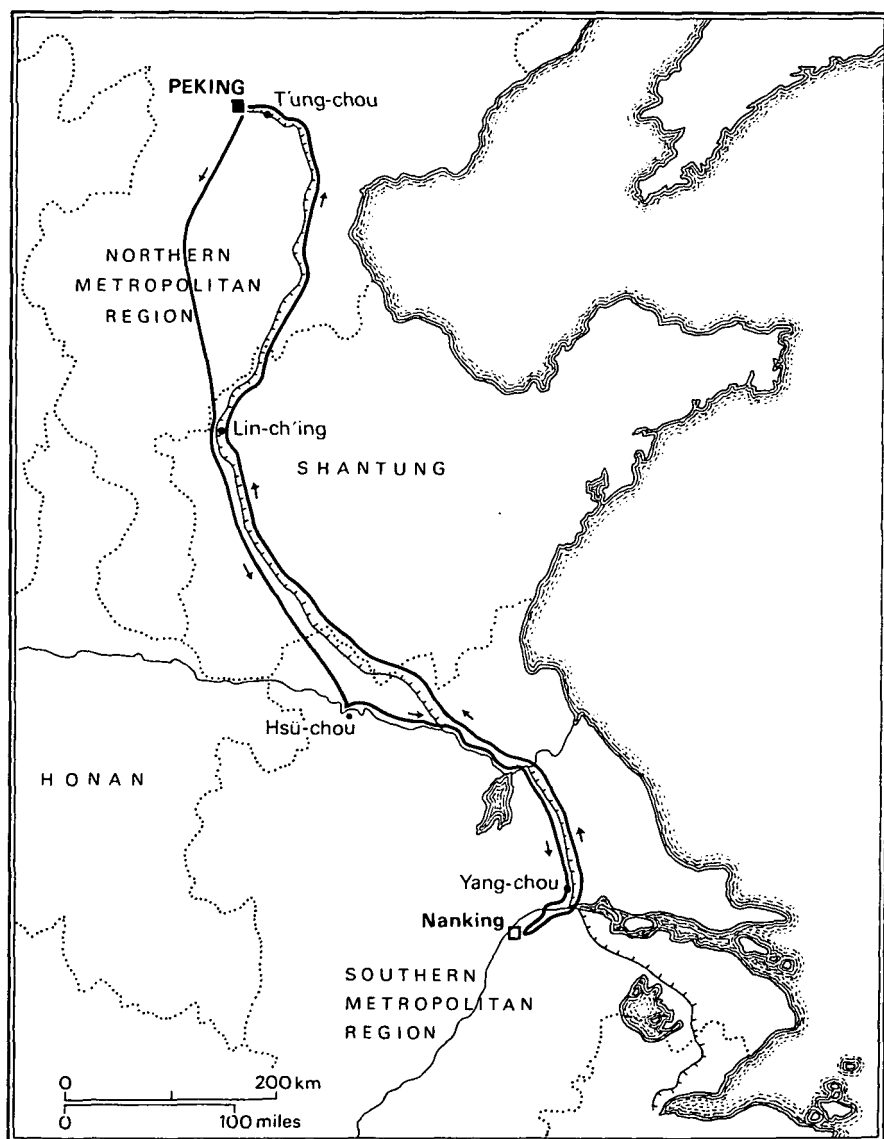 PEKING
T'ung-chou
NORTHERN
METROPOLITAN
REGION
Lin-ch'ing
SHANTUNG
Hsü-chou
HONAN
Yang-chou
Nanking
SOUTHERN
METROPOLITAN
REGION
0 200 km
0 100 miles